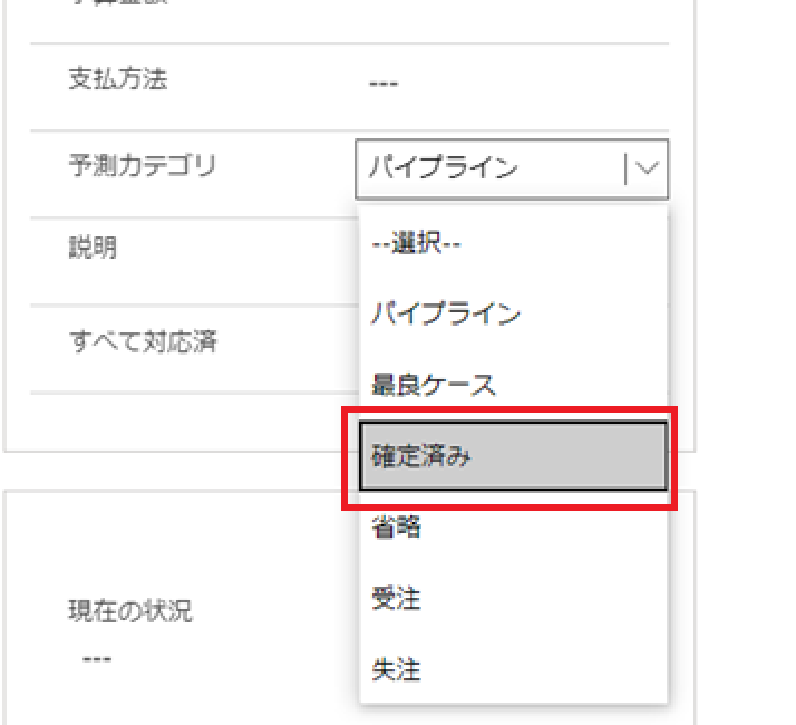 支払方法
---
予測カテゴリ
パイプライン
説明
すべて対応済
--選択--
パイプライン
最良ケース
確定済み
省略
受注
失注
現在の状況
---